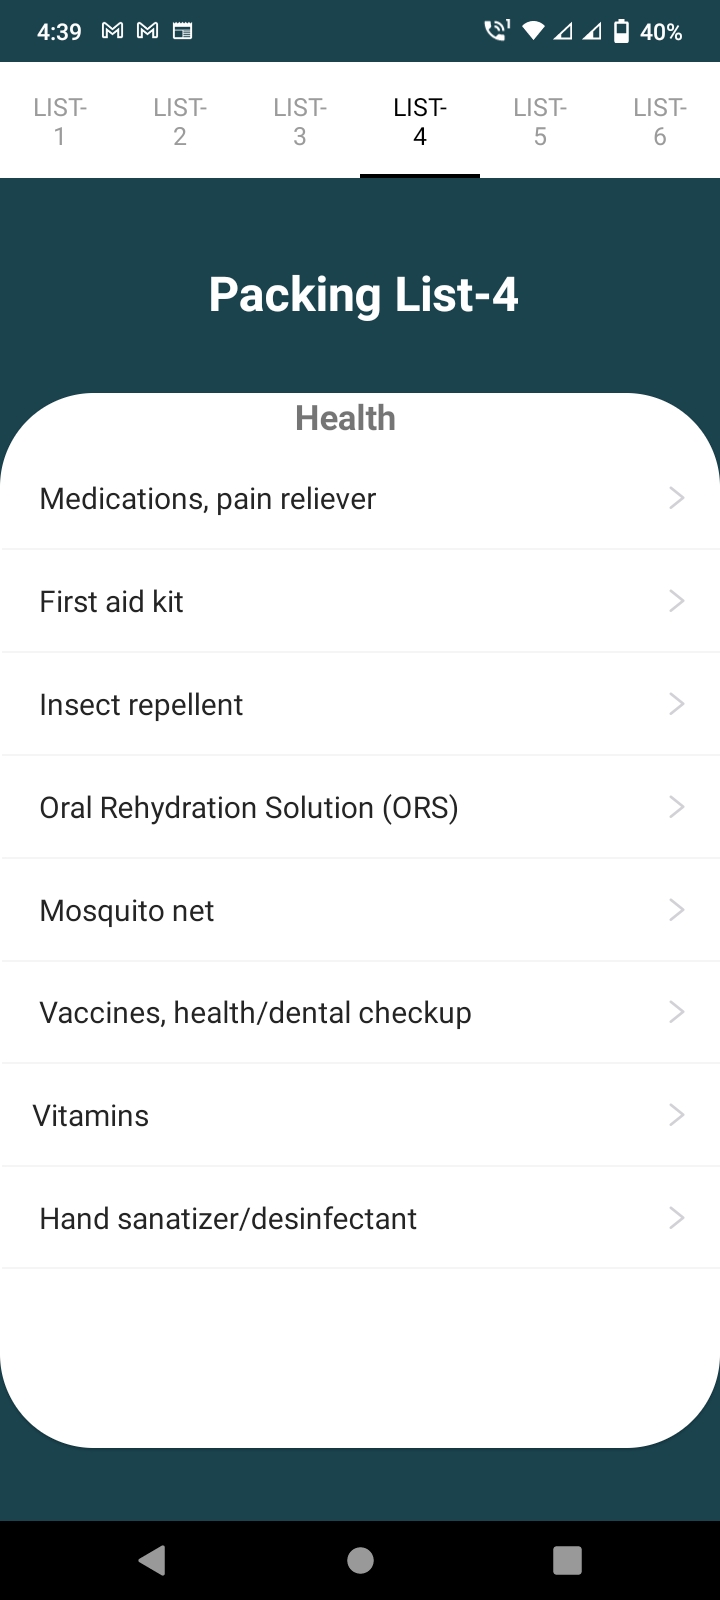 4:39
1
40%
LIST-
1
LIST-
2
LIST-
3
LIST-
4
LIST-
5
LIST-
6
Packing List-4
Health
Medications, pain reliever
First aid kit
Insect repellent
Oral Rehydration Solution (ORS)
Mosquito net
Vaccines, health/dental checkup
Vitamins
Hand sanatizer/desinfectant